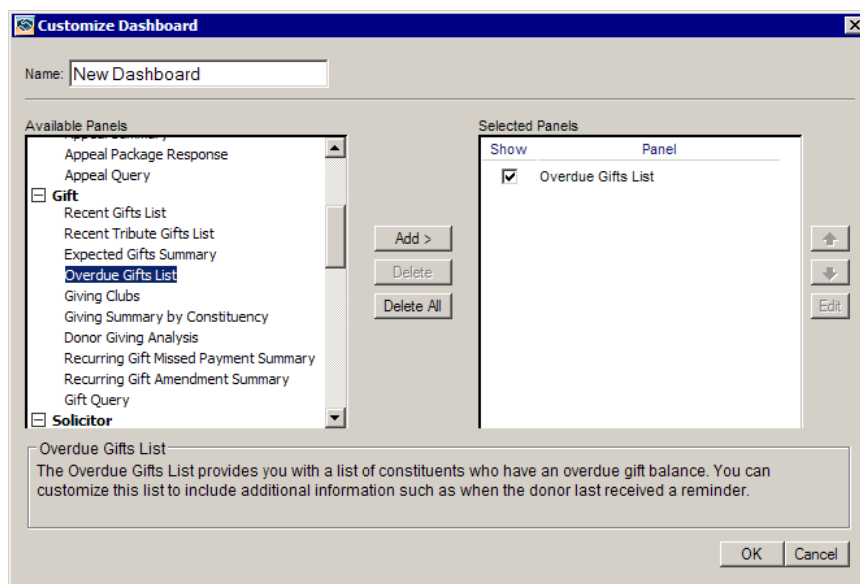 Customize Dashboard
Name: New Dashboard
Available Panels
Appeal Summary
Appeal Package Response
Appeal Query
Gift
Recent Gifts List
Recent Tribute Gifts List
Expected Gifts Summary
Overdue Gifts List
Giving Clubs
Giving Summary by Constituency
Donor Giving Analysis
Recurring Gift Missed Payment Summary
Recurring Gift Amendment Summary
Gift Query
Solicitor
Add >
Delete
Delete All
Selected Panels
Show Panel
Overdue Gifts List
Edit
Overdue Gifts List
The Overdue Gifts List provides you with a list of constituents who have an overdue gift balance. You can
customize this list to include additional information such as when the donor last received a reminder.
OK Cancel